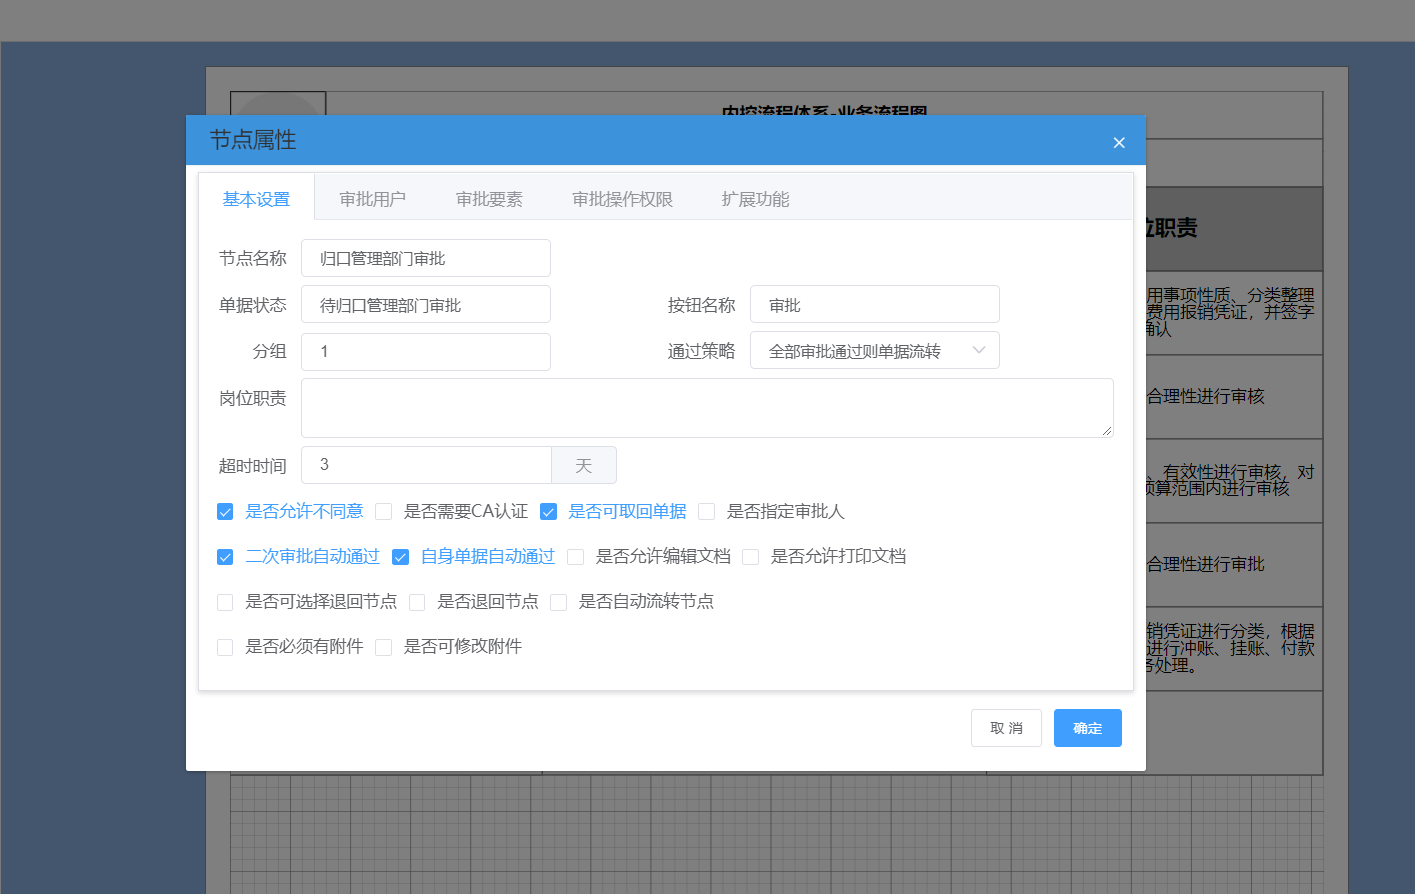 内控流程体系-业务流程图
节点属性
基本设置 审批用户 审批要素 审批操作权限 扩展功能
位职责
节点名称 归口管理部门审批
单据状态 待归口管理部门审批 按钮名称 审批
用事项性质、分类整理
费用报销凭证，并签字
确认
分组 1 通过策略 全部审批通过则单据流转
岗位职责
合理性进行审核
超时时间 3 天
、有效性进行审核，对
预算范围内进行审核
是否允许不同意 是否需要CA认证 是否可取回单据 是否指定审批人
二次审批自动通过 自身单据自动通过 是否允许编辑文档 是否允许打印文档
合理性进行审批
是否可选择退回节点 是否退回节点 是否自动流转节点
销凭证进行分类，根据
进行冲账、挂账、付款
务处理。
是否必须有附件 是否可修改附件
取 消 确定